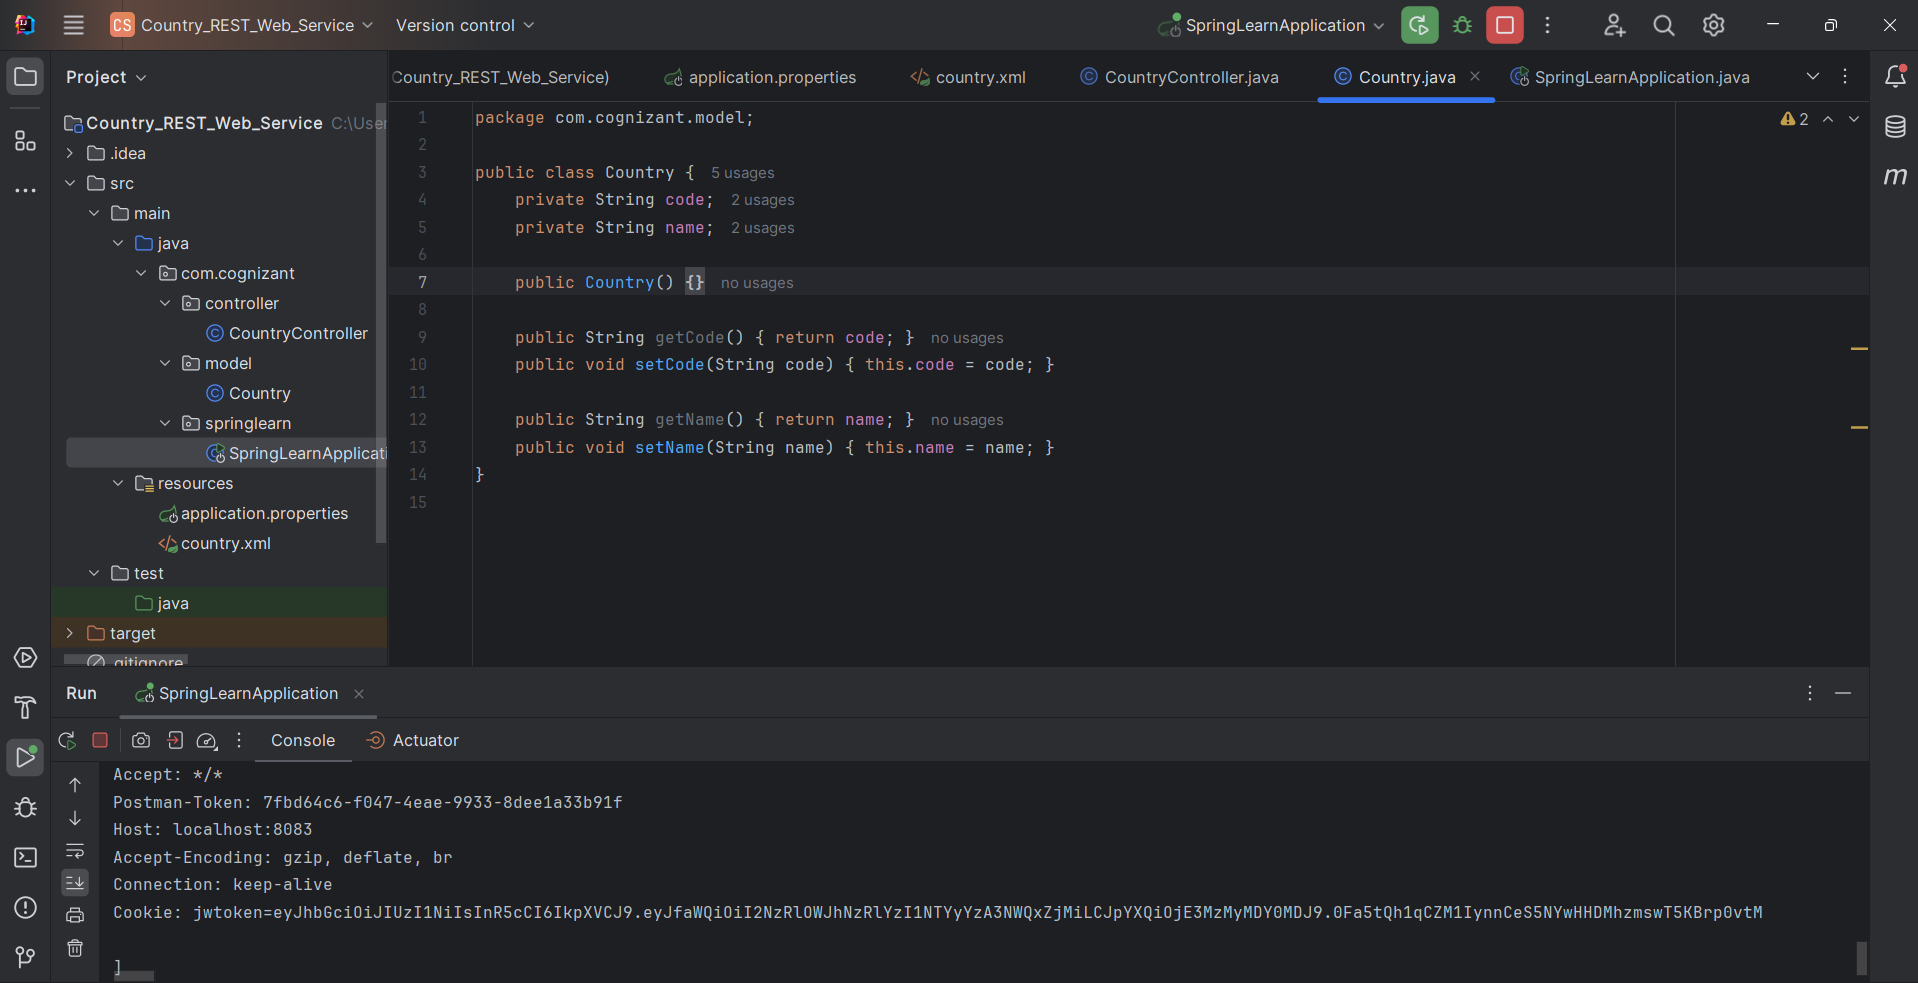 CS Country_REST_Web_Service Version control SpringLearnApplication
Project
Country_REST_Web_Service) application.properties country.xml CountryController.java Country.java SpringLearnApplication.java
Country_REST_Web_Service C:\User
.idea
src
main
java
com.cognizant
controller
CountryController
model
Country
springlearn
SpringLearnApplicati
resources
application.properties
country.xml
test
java
target
.gitignore
1 package com.cognizant.model;
2
3 public class Country { 5 usages
4 private String code; 2 usages
5 private String name; 2 usages
6
7 public Country() {} no usages
8
9 public String getCode() { return code; } no usages
10 public void setCode(String code) { this.code = code; }
11
12 public String getName() { return name; } no usages
13 public void setName(String name) { this.name = name; }
14 }
15
2
m
Run SpringLearnApplication
Console Actuator
Accept: */*
Postman-Token: 7fbd64c6-f047-4eae-9933-8dee1a33b91f
Host: localhost:8083
Accept-Encoding: gzip, deflate, br
Connection: keep-alive
Cookie: jwtoken=eyJhbGciOiJIUzI1NiIsInR5cCI6IkpXVCJ9.eyJfaWQiOiI2NzRlOWJhNzRlYzI1NTYyYzA3NWQxZjMiLCJpYXQiOjE3MzMyMDY0MDJ9.0Fa5tQh1qCZM1IynnCeS5NYwHHDMhzmswT5KBrp0vtM
]